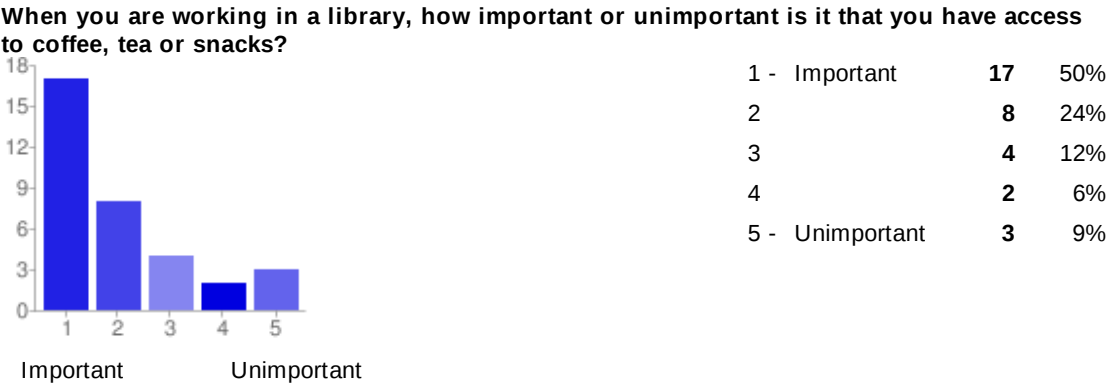 When you are working in a library, how important or unimportant is it that you have access
to coffee, tea or snacks?
18
15
12
9
6
3
0
1 2 3 4 5
Important Unimportant
1 - Important 17 50%
2 8 24%
3 4 12%
4 2 6%
5 - Unimportant 3 9%